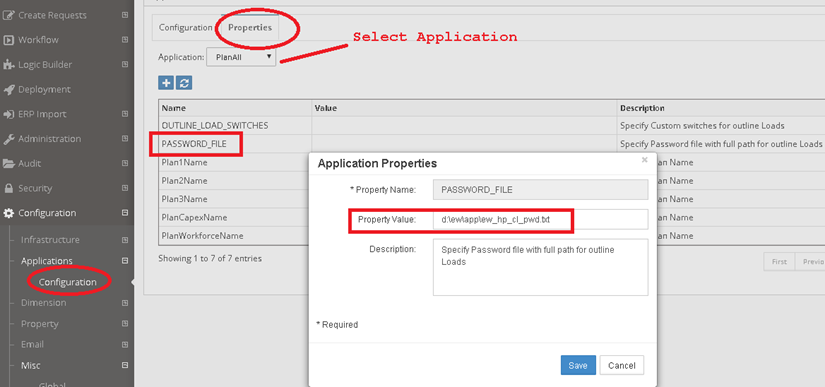 Create Requests
Workflow
Logic Builder
Deployment
ERP Import
Administration
Audit
Security
Configuration
Infrastructure
Applications
Configuration
Dimension
Property
Email
Misc
Global
Configuration Properties
Select Application
Application: PlanAll
Name Value Description
OUTLINE_LOAD_SWITCHES Specify Custom switches for outline Loads
PASSWORD_FILE Specify Password file with full path for outline Loads
Plan1Name an Name
Plan2Name an Name
Plan3Name an Name
PlanCapexName an Name
PlanWorkforceName an Name
Showing 1 to 7 of 7 entries
First Previo
Application Properties ×
* Property Name: PASSWORD_FILE
Property Value: d:\ew\app\ew_hp_cl_pwd.txt
Description: Specify Password file with full path for outline
Loads
* Required
Save Cancel